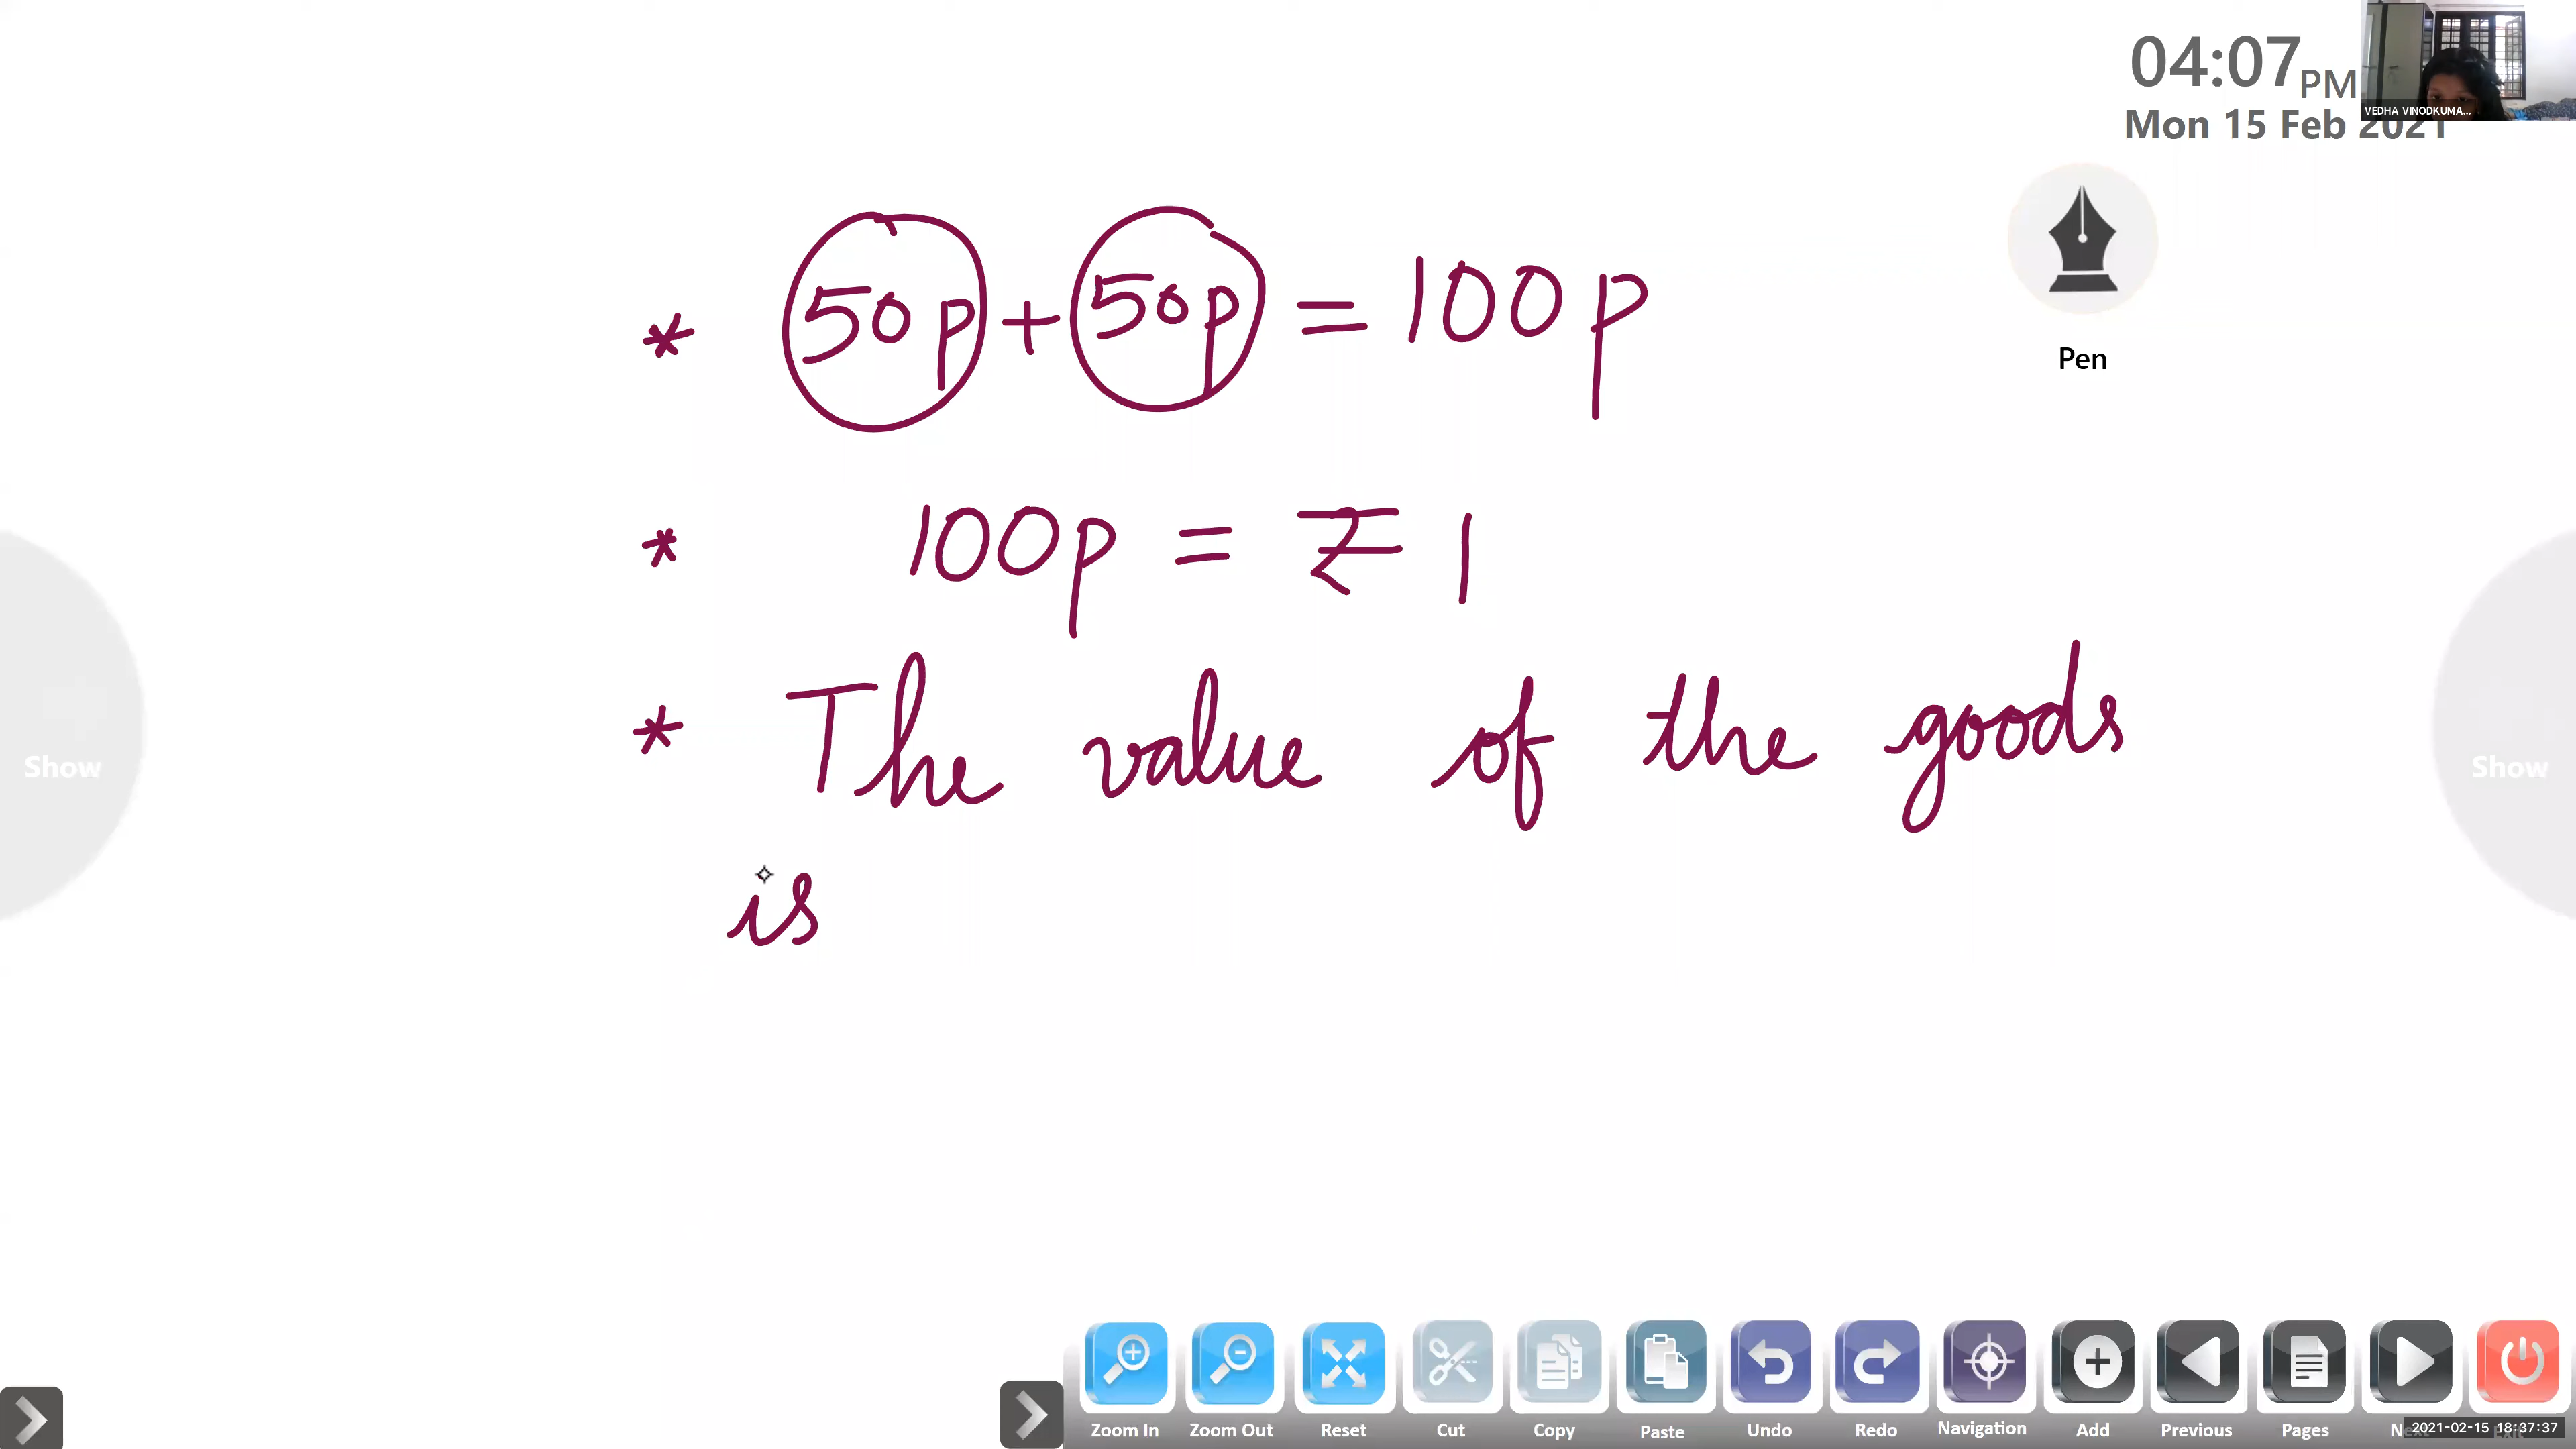 04:07 PM
Mon 15 Feb 2021
VEDHA VINODKUMA...
Pen
* 50p + 50p = 100p
* 100p = ₹ 1
* The value of the goods
is
Show
Show
Zoom In Zoom Out Reset Cut Copy Paste Undo Redo Navigation Add Previous Pages
2021-02-15 18:37:37